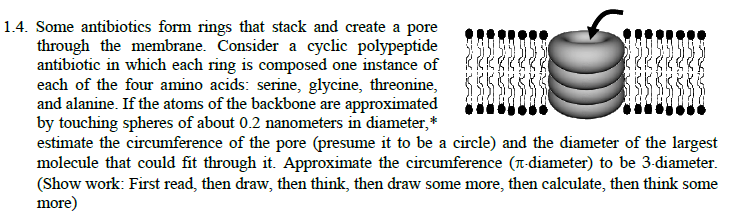 1.4. Some antibiotics form rings that stack and create a pore
through the membrane. Consider a cyclic polypeptide
antibiotic in which each ring is composed one instance of
each of the four amino acids: serine, glycine, threonine,
and alanine. If the atoms of the backbone are approximated
by touching spheres of about 0.2 nanometers in diameter,*
estimate the circumference of the pore (presume it to be a circle) and the diameter of the largest
molecule that could fit through it. Approximate the circumference (π·diameter) to be 3·diameter.
(Show work: First read, then draw, then think, then draw some more, then calculate, then think some
more)